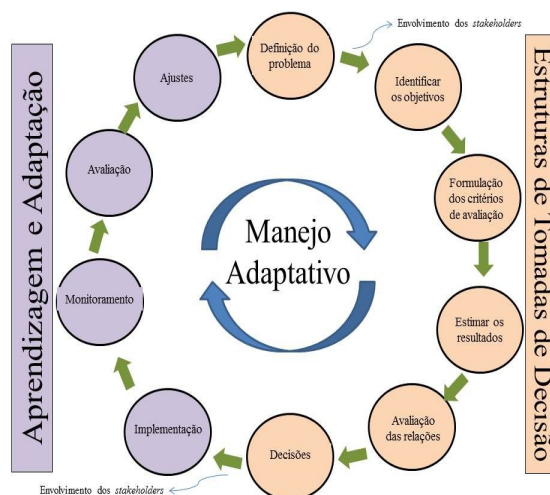 Envolvimento dos stakeholders
Definição do
problema
Identificar
os objetivos
Formulação
dos critérios
de avaliação
Estimar os
resultados
Avaliação
das relações
Decisões
Envolvimento dos stakeholders
Implementação
Monitoramento
Avaliação
Ajustes
Manejo
Adaptativo
Aprendizagem e Adaptação
Estruturas de Tomadas de Decisão